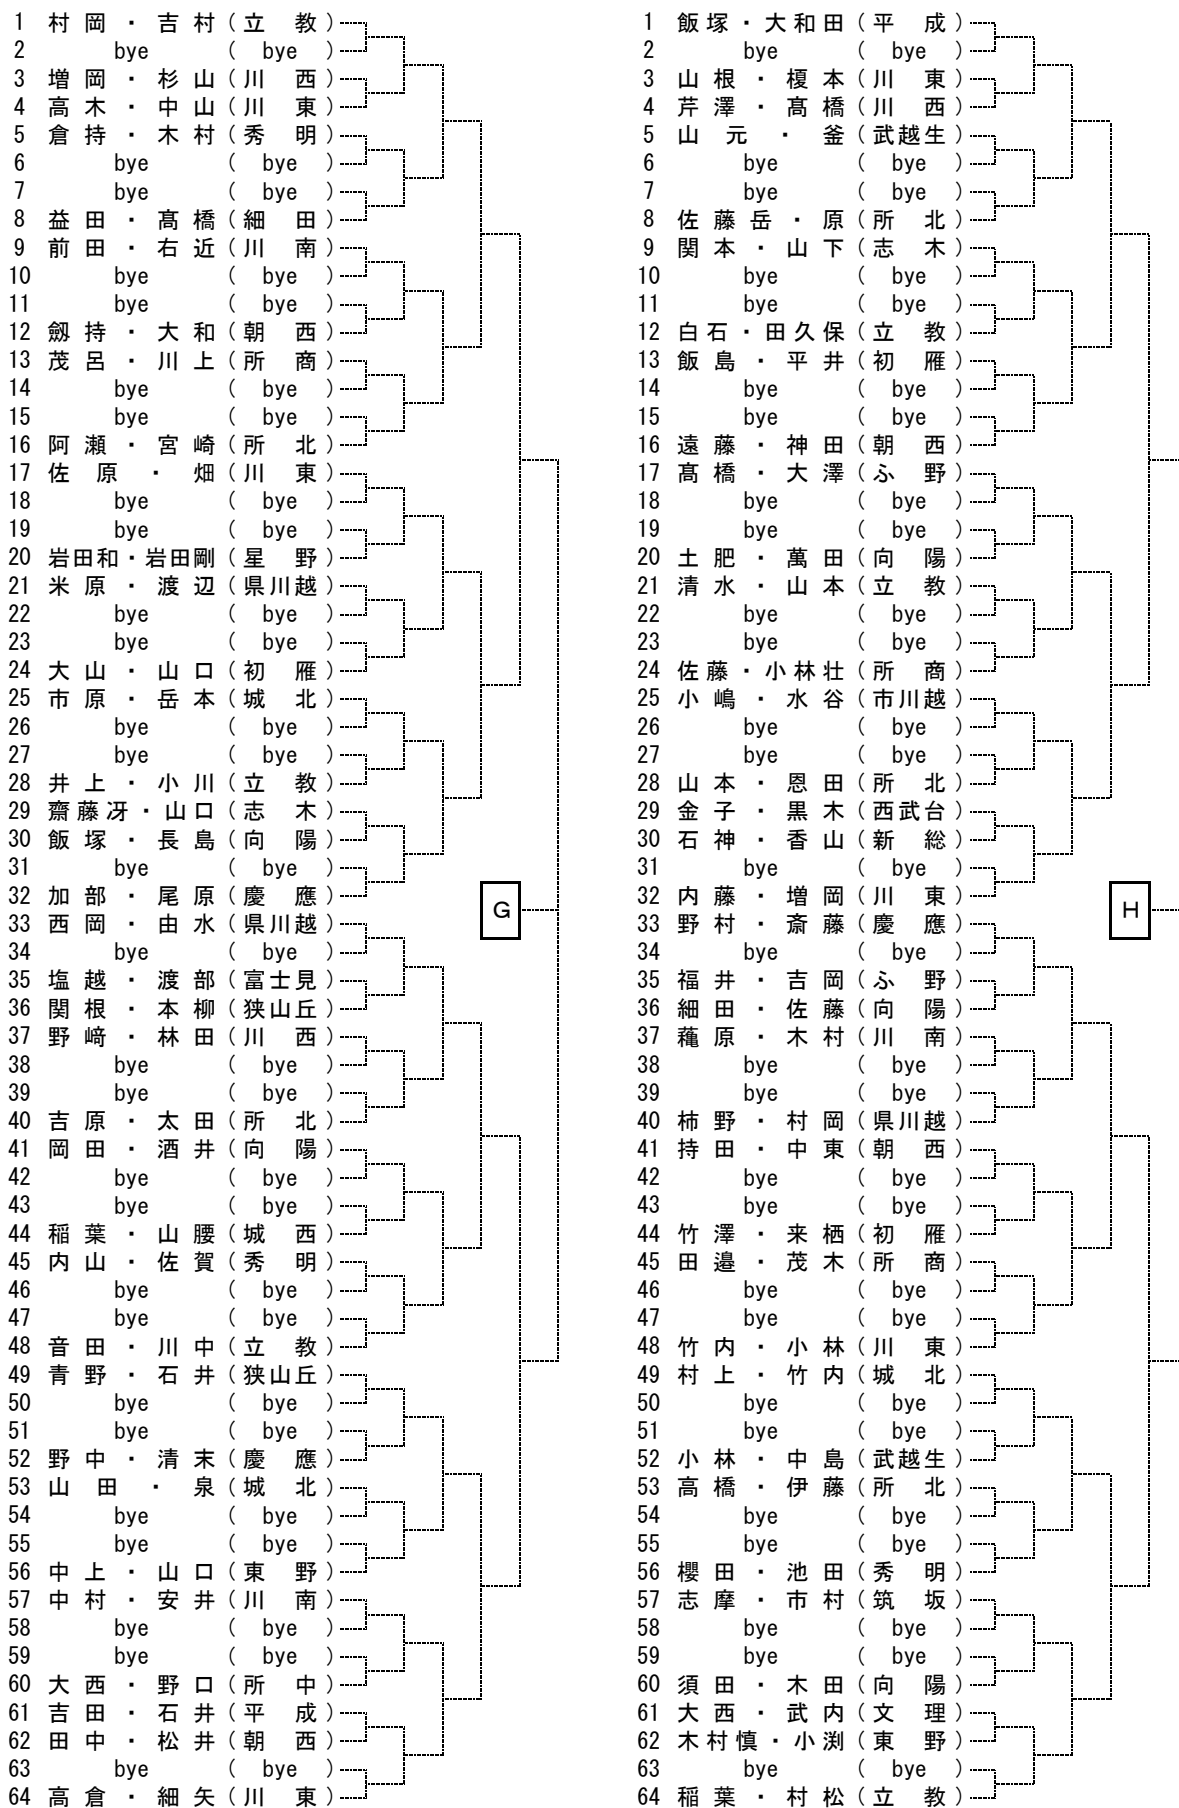 1 村岡・吉村(立教)
2 bye ( bye )
3 増岡・杉山(川西)
4 高木・中山(川東)
5 倉持・木村(秀明)
6 bye ( bye )
7 bye ( bye )
8 益田・髙橋(細田)
9 前田・右近(川南)
10 bye ( bye )
11 bye ( bye )
12 劔持・大和(朝西)
13 茂呂・川上(所商)
14 bye ( bye )
15 bye ( bye )
16 阿瀬・宮崎(所北)
17 佐原・畑(川東)
18 bye ( bye )
19 bye ( bye )
20 岩田和・岩田剛(星野)
21 米原・渡辺(県川越)
22 bye ( bye )
23 bye ( bye )
24 大山・山口(初雁)
25 市原・岳本(城北)
26 bye ( bye )
27 bye ( bye )
28 井上・小川(立教)
29 齋藤冴・山口(志木)
30 飯塚・長島(向陽)
31 bye ( bye )
32 加部・尾原(慶應)
33 西岡・由水(県川越)
34 bye ( bye )
35 塩越・渡部(富士見)
36 関根・本柳(狭山丘)
37 野﨑・林田(川西)
38 bye ( bye )
39 bye ( bye )
40 吉原・太田(所北)
41 岡田・酒井(向陽)
42 bye ( bye )
43 bye ( bye )
44 稲葉・山腰(城西)
45 内山・佐賀(秀明)
46 bye ( bye )
47 bye ( bye )
48 音田・川中(立教)
49 青野・石井(狭山丘)
50 bye ( bye )
51 bye ( bye )
52 野中・清末(慶應)
53 山田・泉(城北)
54 bye ( bye )
55 bye ( bye )
56 中上・山口(東野)
57 中村・安井(川南)
58 bye ( bye )
59 bye ( bye )
60 大西・野口(所中)
61 吉田・石井(平成)
62 田中・松井(朝西)
63 bye ( bye )
64 高倉・細矢(川東)
G
1 飯塚・大和田(平成)
2 bye ( bye )
3 山根・榎本(川東)
4 芹澤・髙橋(川西)
5 山元・釜(武越生)
6 bye ( bye )
7 bye ( bye )
8 佐藤岳・原(所北)
9 関本・山下(志木)
10 bye ( bye )
11 bye ( bye )
12 白石・田久保(立教)
13 飯島・平井(初雁)
14 bye ( bye )
15 bye ( bye )
16 遠藤・神田(朝西)
17 髙橋・大澤(ふ野)
18 bye ( bye )
19 bye ( bye )
20 土肥・萬田(向陽)
21 清水・山本(立教)
22 bye ( bye )
23 bye ( bye )
24 佐藤・小林壮(所商)
25 小嶋・水谷(市川越)
26 bye ( bye )
27 bye ( bye )
28 山本・恩田(所北)
29 金子・黒木(西武台)
30 石神・香山(新総)
31 bye ( bye )
32 内藤・増岡(川東)
33 野村・斎藤(慶應)
34 bye ( bye )
35 福井・吉岡(ふ野)
36 細田・佐藤(向陽)
37 蘒原・木村(川南)
38 bye ( bye )
39 bye ( bye )
40 柿野・村岡(県川越)
41 持田・中東(朝西)
42 bye ( bye )
43 bye ( bye )
44 竹澤・来栖(初雁)
45 田邉・茂木(所商)
46 bye ( bye )
47 bye ( bye )
48 竹内・小林(川東)
49 村上・竹内(城北)
50 bye ( bye )
51 bye ( bye )
52 小林・中島(武越生)
53 高橋・伊藤(所北)
54 bye ( bye )
55 bye ( bye )
56 櫻田・池田(秀明)
57 志摩・市村(筑坂)
58 bye ( bye )
59 bye ( bye )
60 須田・木田(向陽)
61 大西・武内(文理)
62 木村慎・小渕(東野)
63 bye ( bye )
64 稲葉・村松(立教)
H